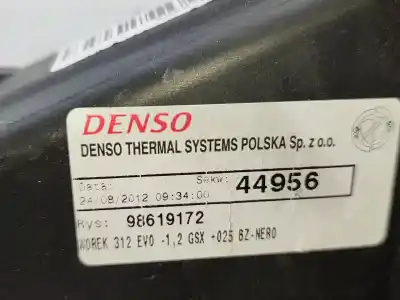 DENSO
DENSO THERMAL SYSTEMS POLSKA Sp. z o.o.
Data: Sekw: 44956
24/08/2012 09:34:00
Rys: 98619172
WOREK 312 EVO -1,2 GSX +025 BZ-NERO